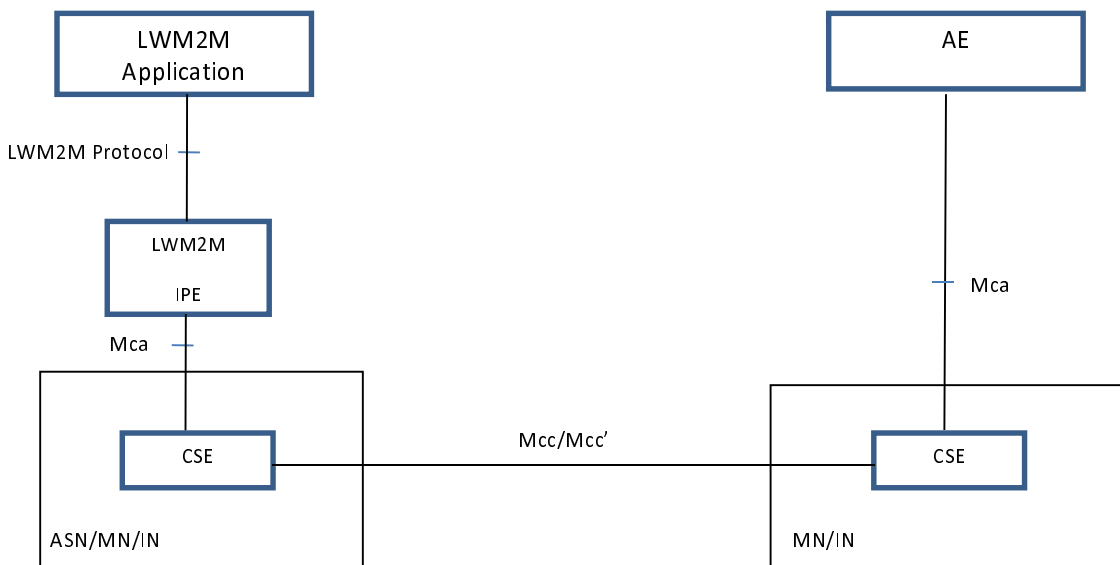 LWM2M
Application
AE
LWM2M Protocol
LWM2M
IPE
Mca
Mca
Mcc/Mcc’
CSE
CSE
ASN/MN/IN
MN/IN